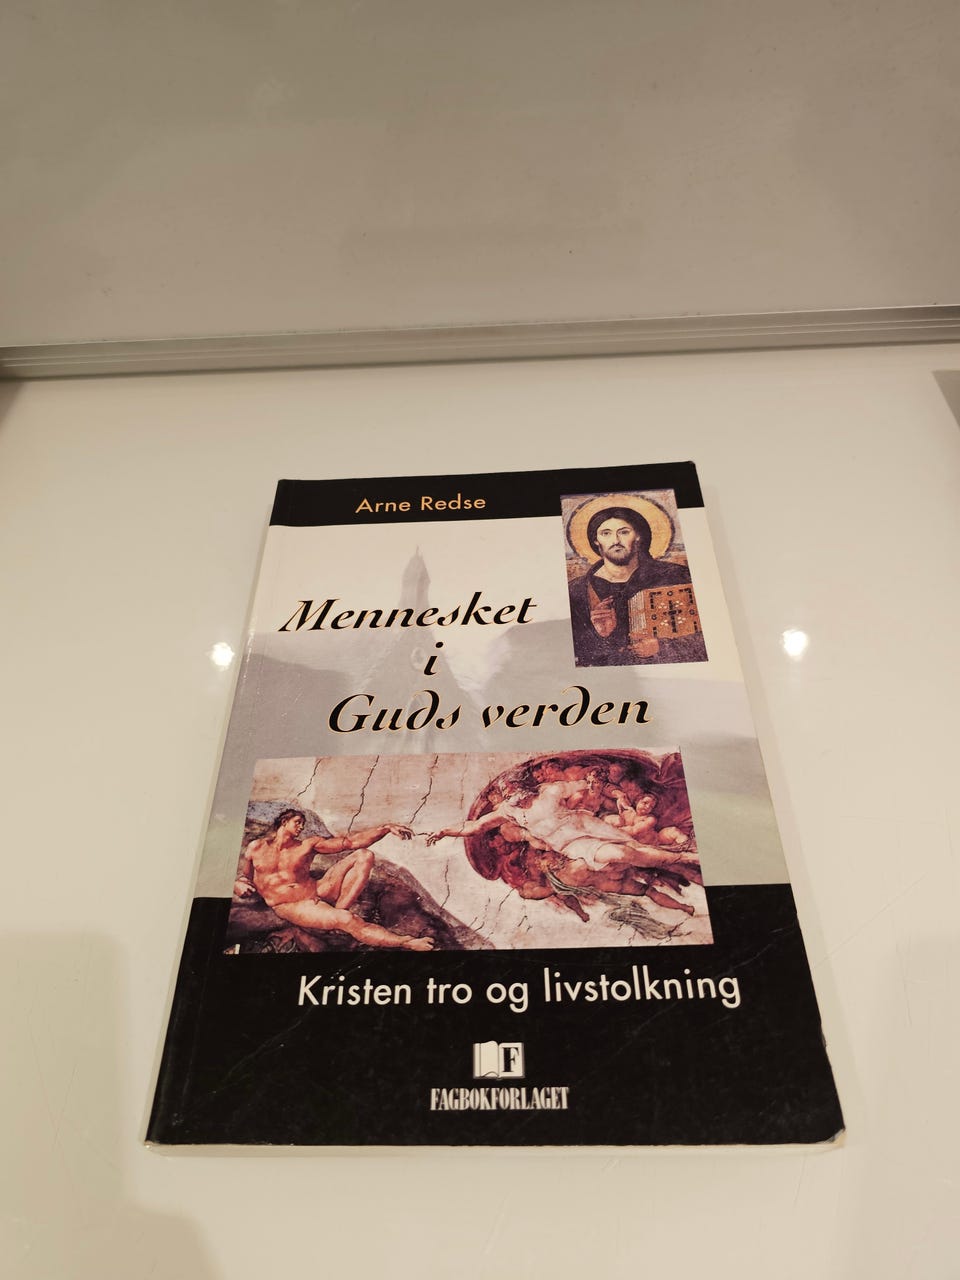 Arne Redse
Mennesket
i
Guds verden
Kristen tro og livstolkning
F
FAGBOKFORLAGET